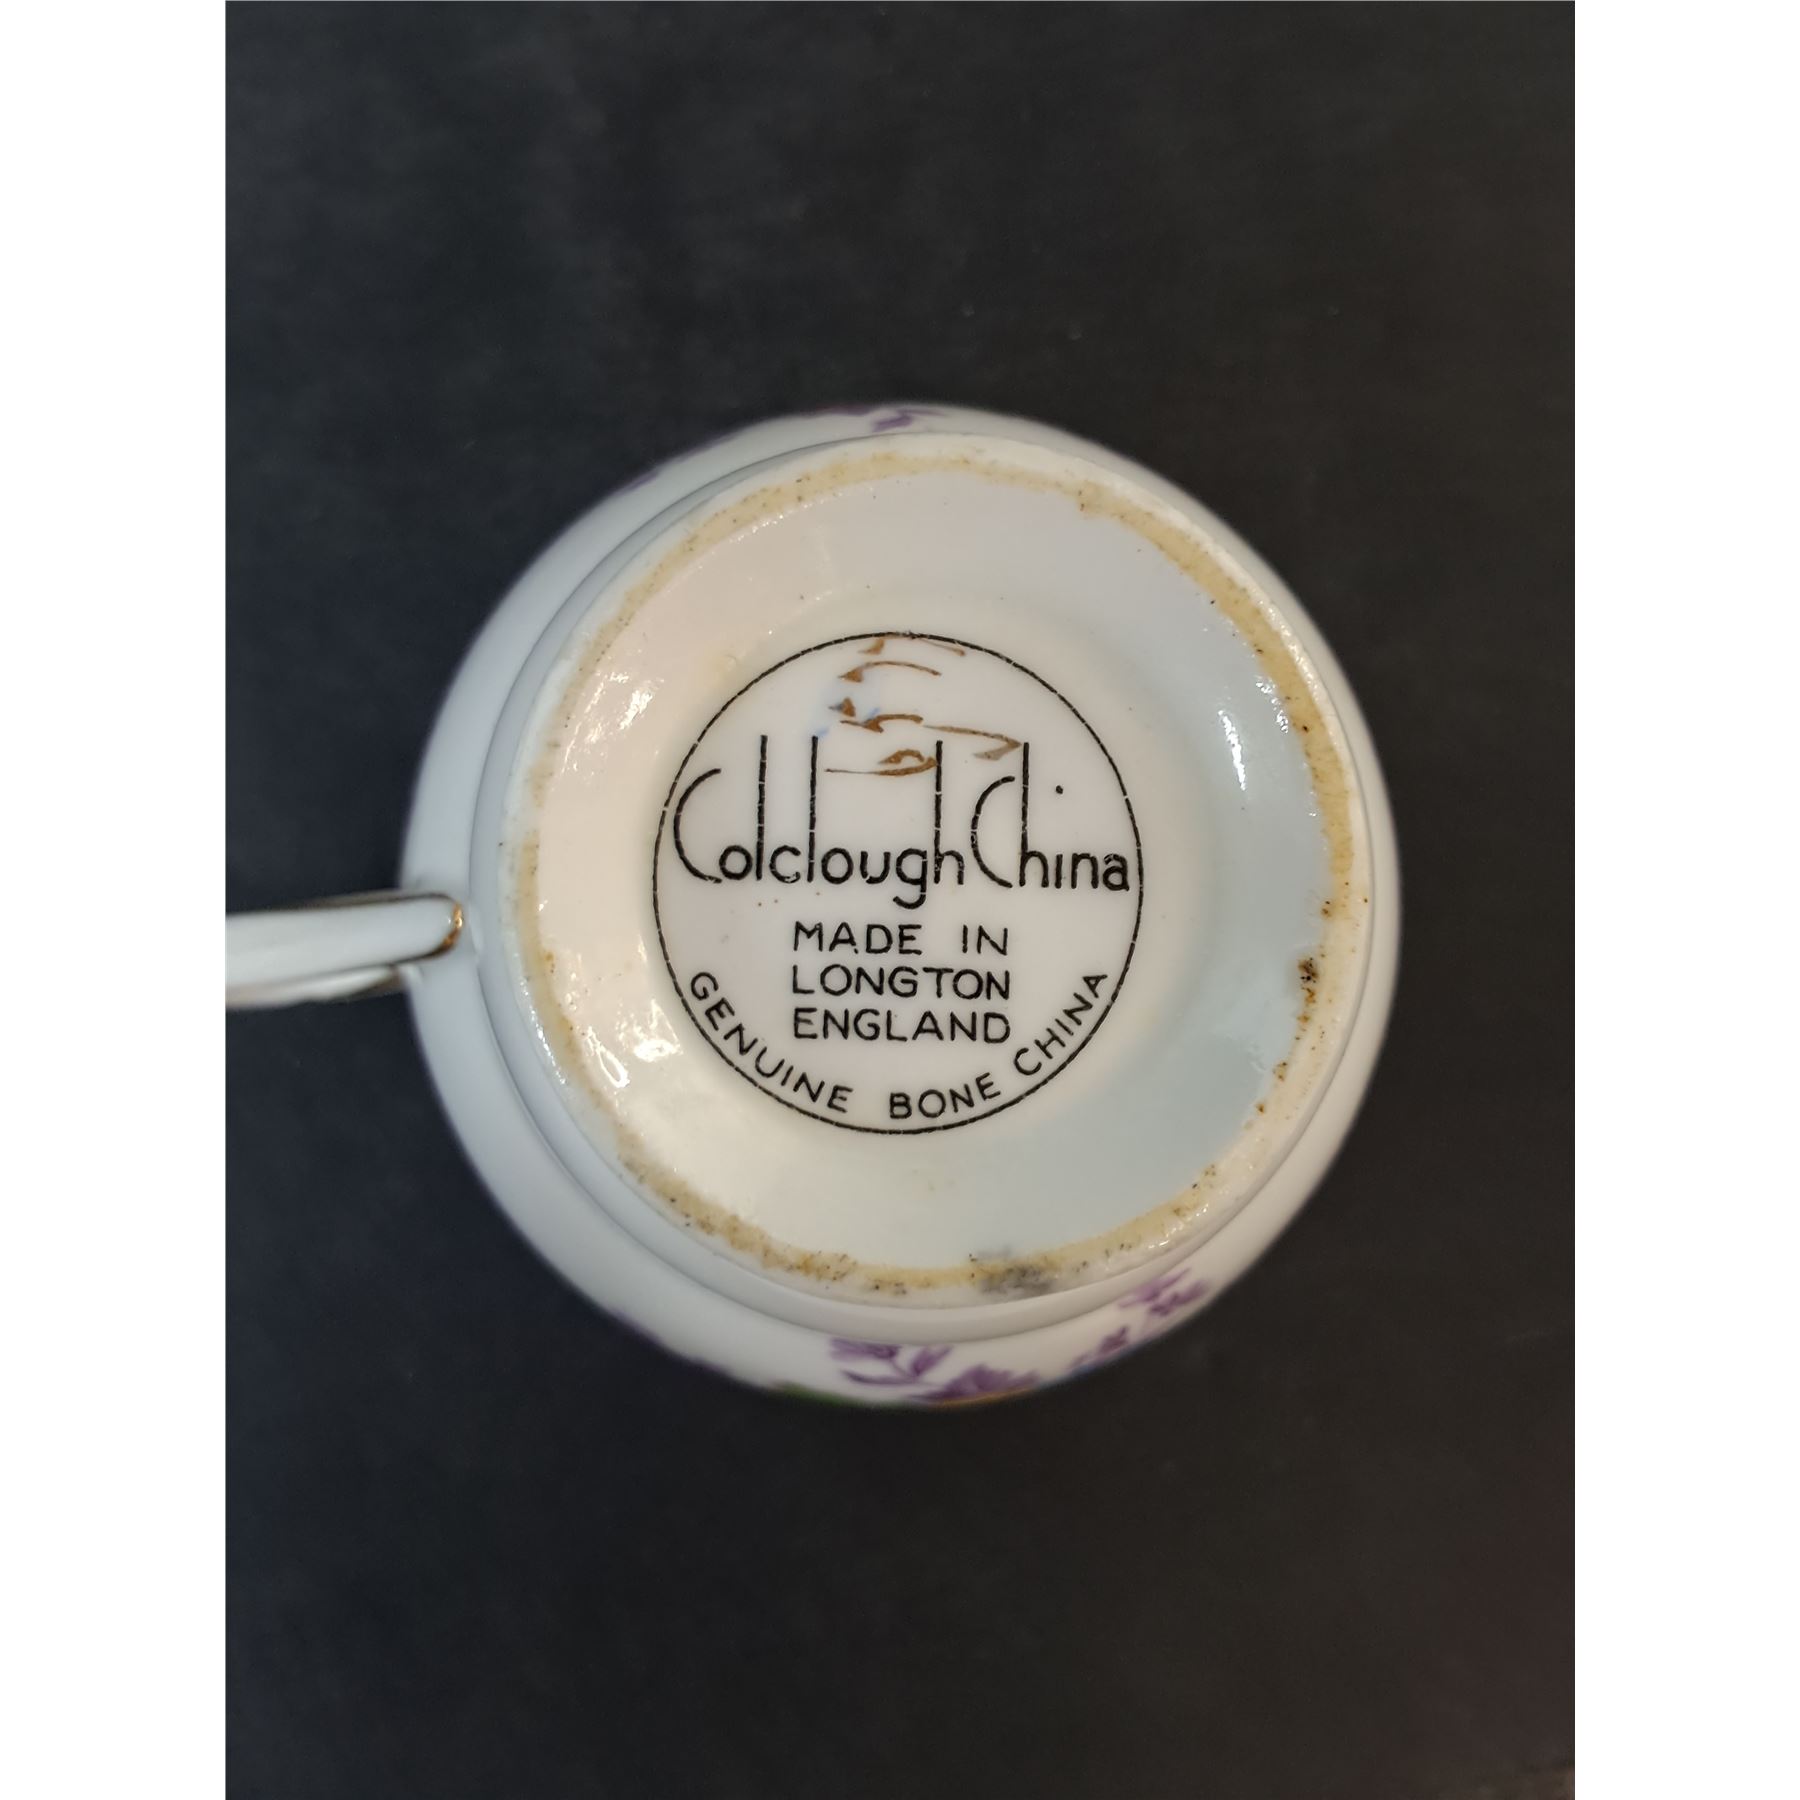 Colclough China
MADE IN
LONGTON
ENGLAND
GENUINE BONE CHINA